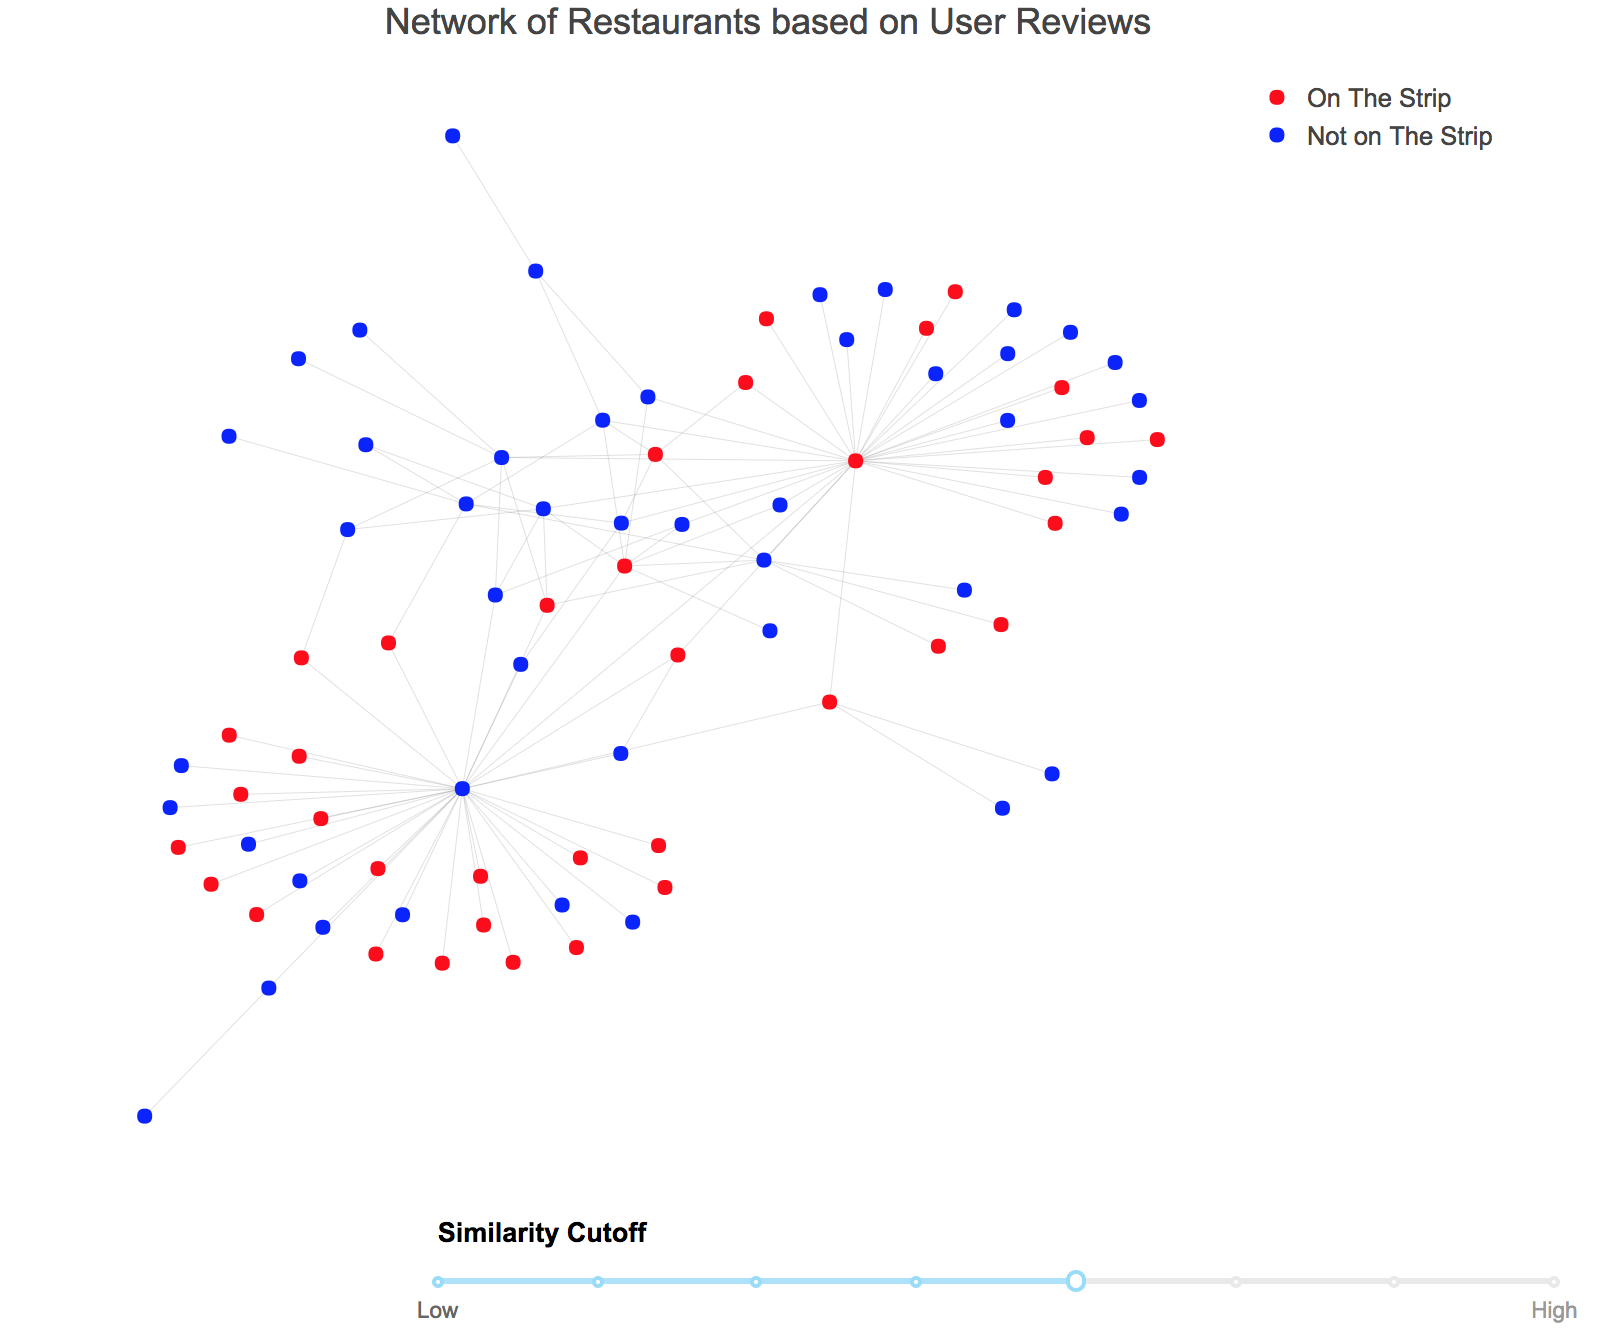 Network of Restaurants based on User Reviews
On The Strip
Not on The Strip
Similarity Cutoff
Low
High